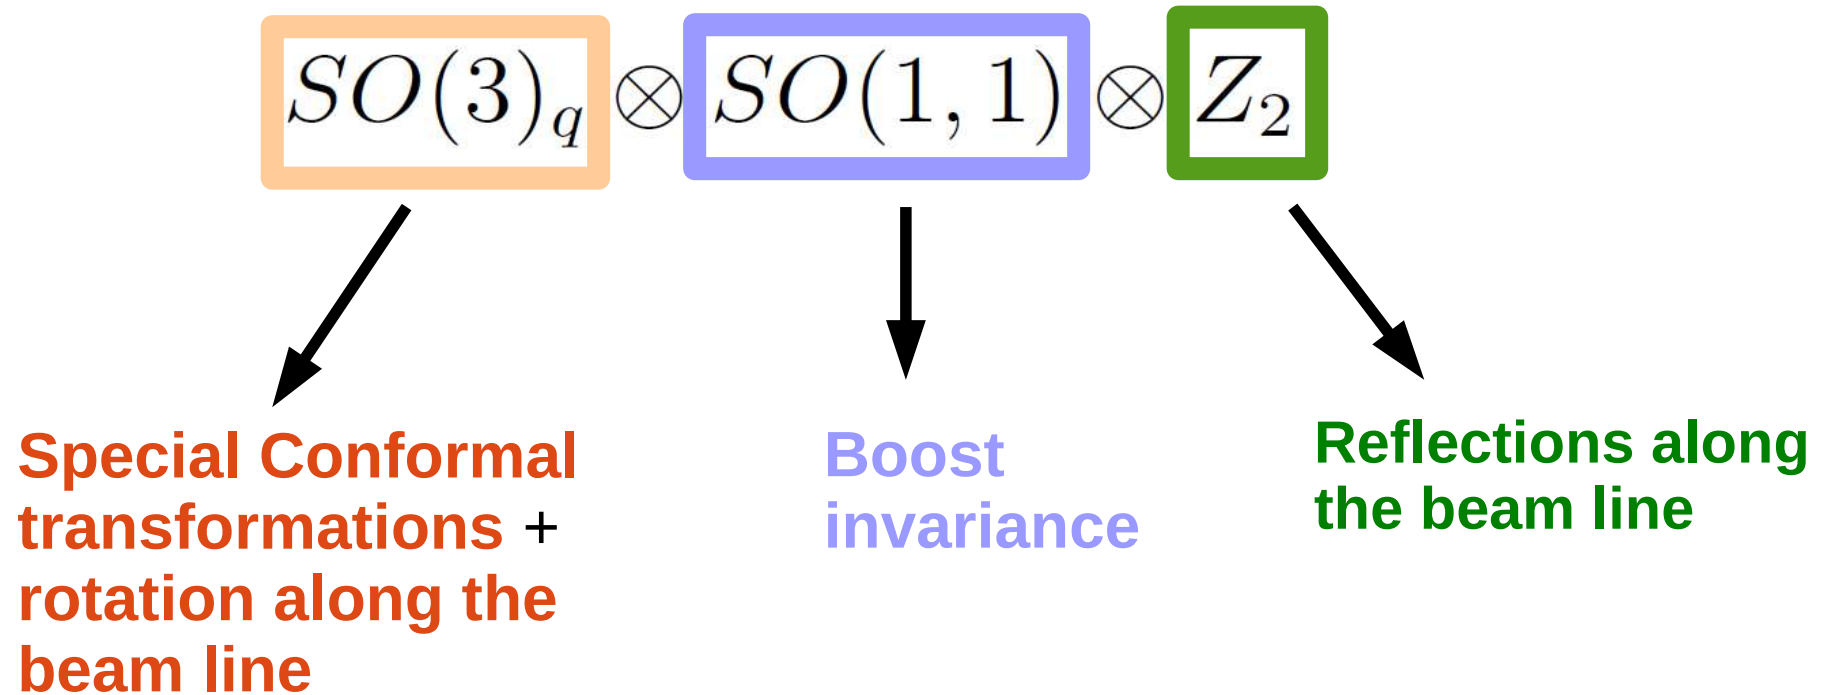 SO(3)_q ⊗ SO(1,1) ⊗ Z_2
Special Conformal
transformations +
rotation along the
beam line
Boost
invariance
Reflections along
the beam line